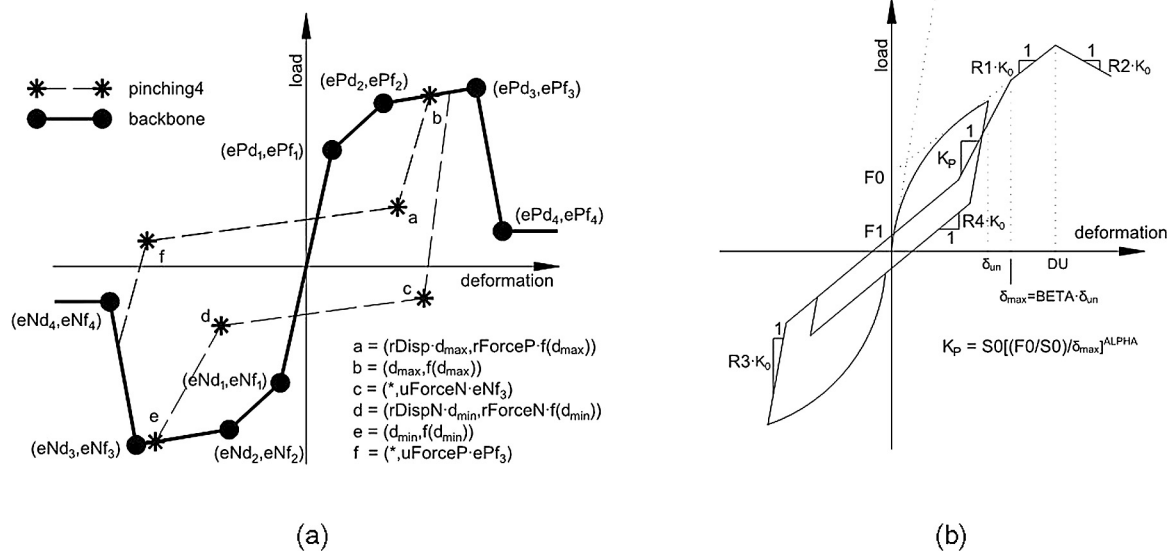 load
pinching4
backbone
(ePd2,ePf2)
(ePd3,ePf3)
b
(ePd1,ePf1)
a
(ePd4,ePf4)
f
deformation
c
(eNd4,eNf4)
d
a = (rDisp·dmax,rForceP·f(dmax))
b = (dmax,f(dmax))
(eNd1,eNf1)
c = (*,uForceN·eNf3)
d = (rDispN·dmin,rForceN·f(dmin))
e
e = (dmin,f(dmin))
(eNd3,eNf3)
(eNd2,eNf2)
f = (*,uForceP·ePf3)
(a)
load
1
1
R1·K0
R2·K0
1
KP
F0
R4·K0
F1
1
deformation
δun
DU
δmax=BETA·δun
1
R3·K0
KP = S0[(F0/S0)/δmax]ALPHA
(b)